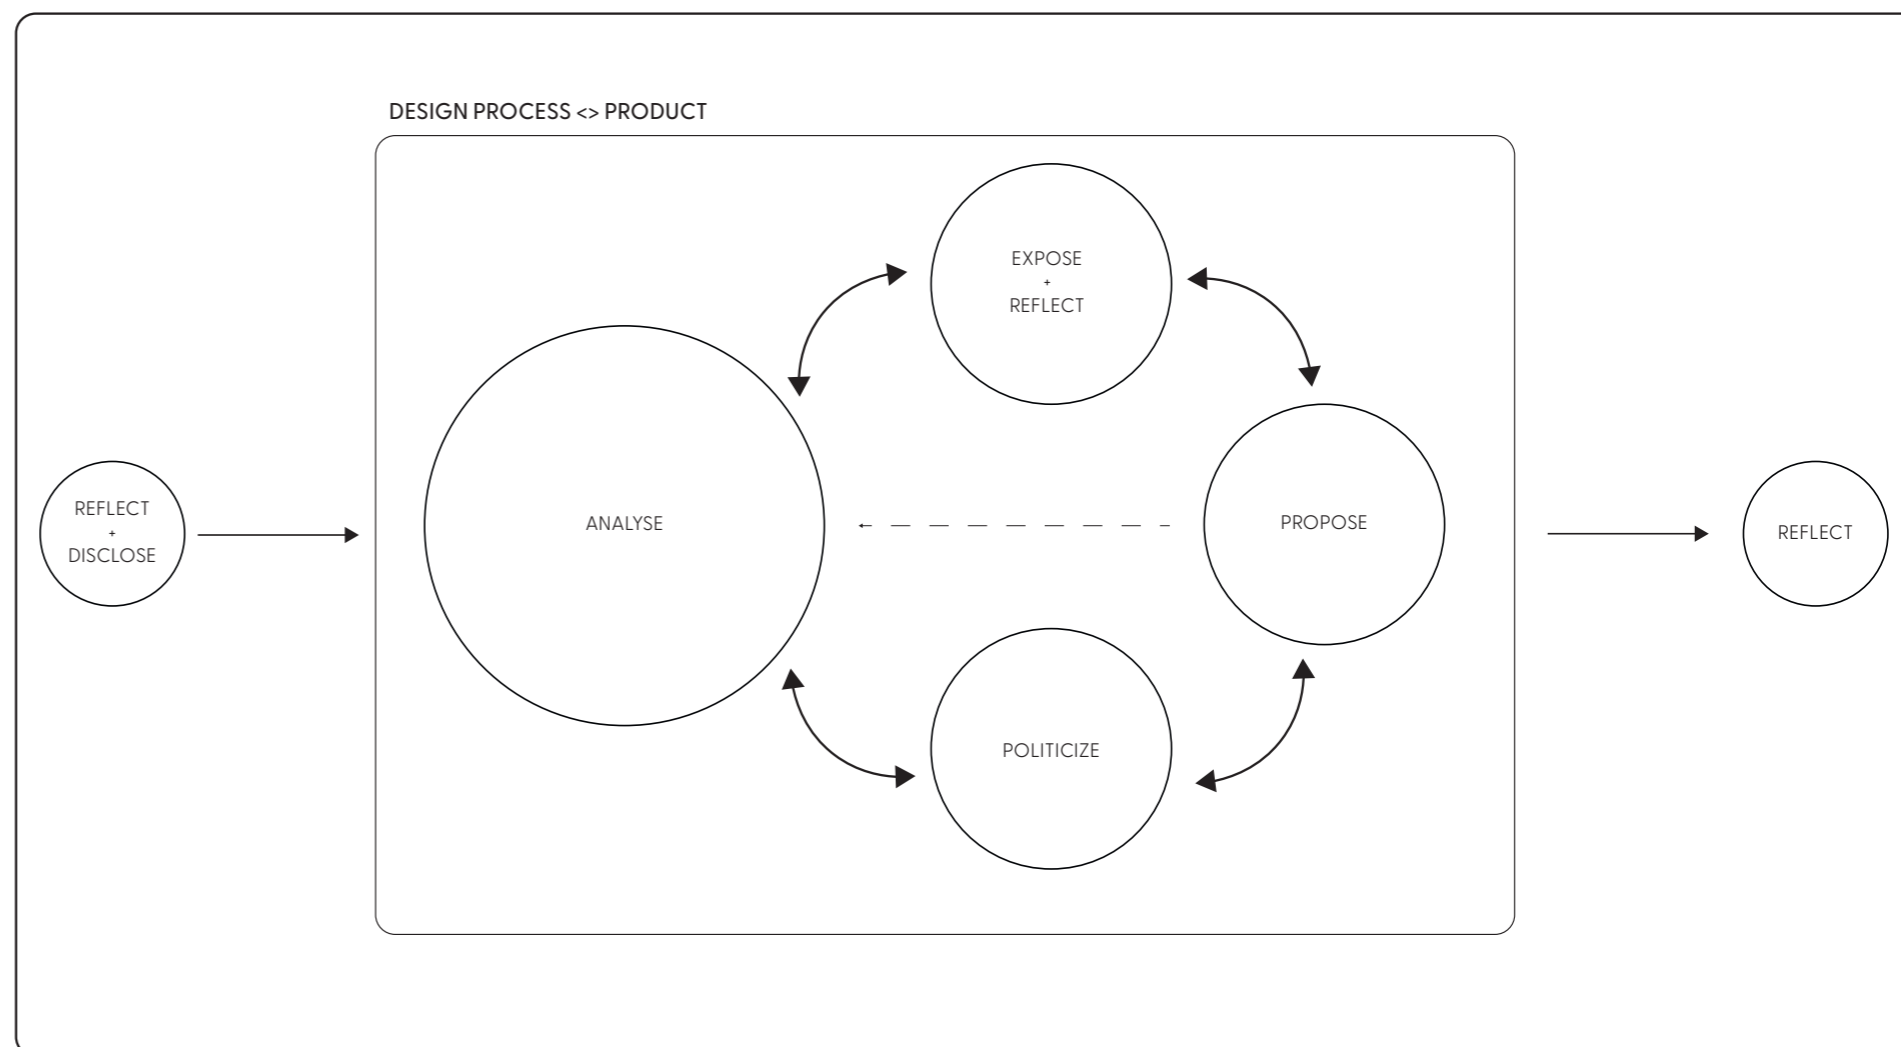 DESIGN PROCESS <> PRODUCT
EXPOSE
+
REFLECT
REFLECT
+
DISCLOSE
ANALYSE
PROPOSE
REFLECT
POLITICIZE